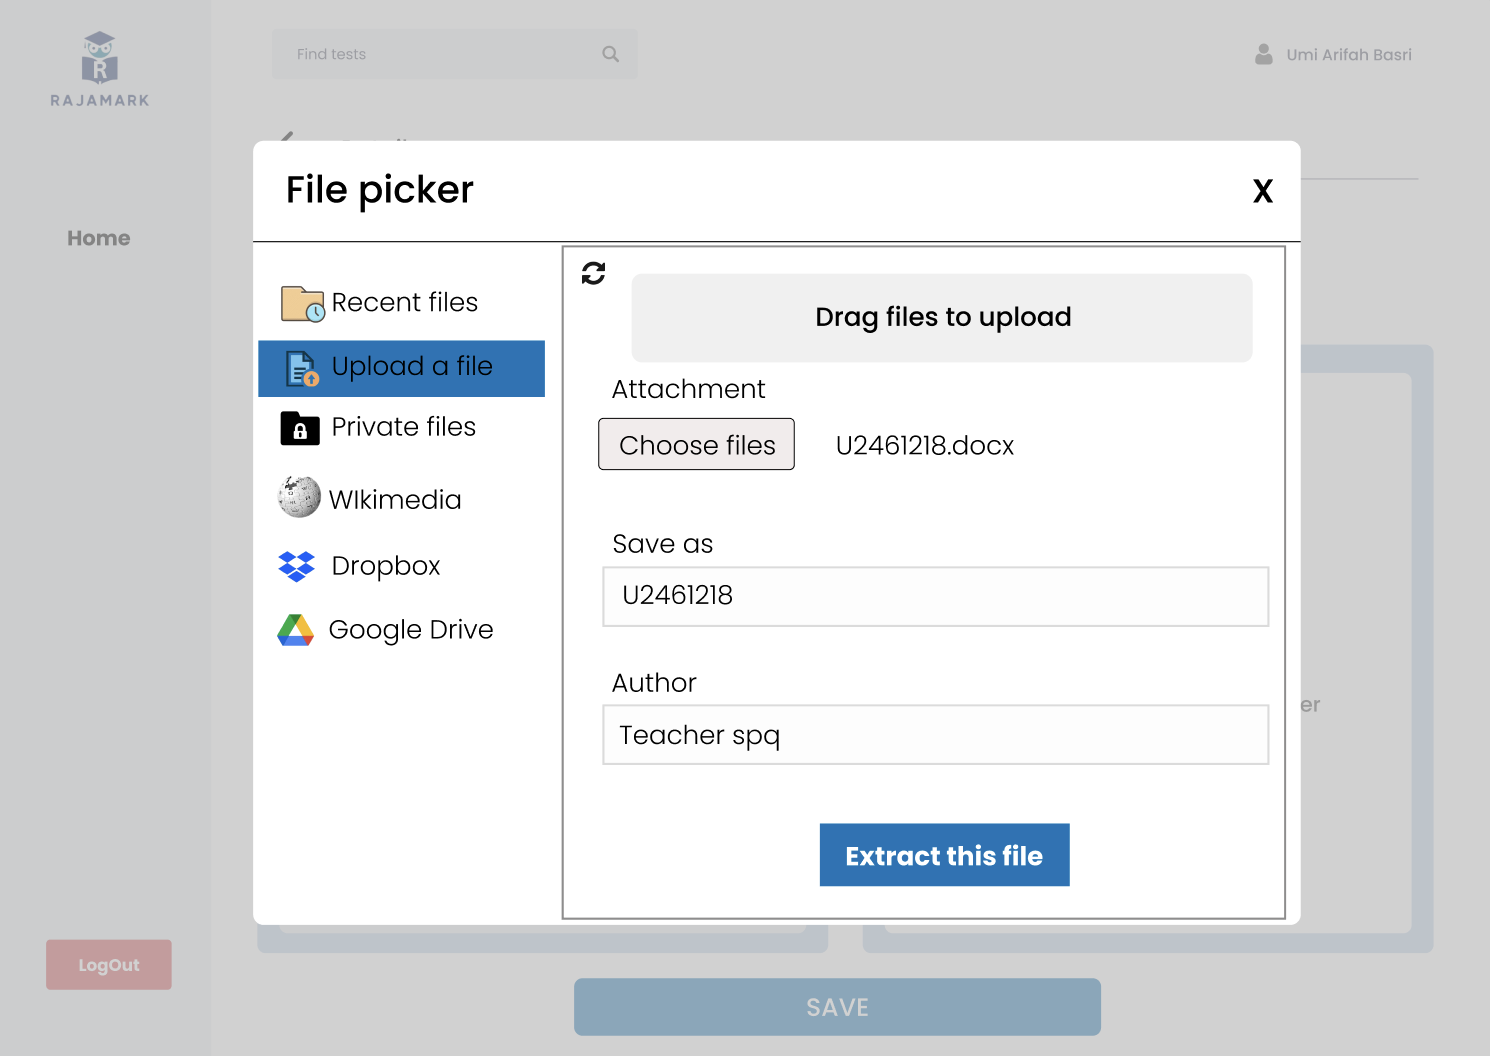 R
RAJAMARK
Find tests
Umi Arifah Basri
Home
File picker
X
Recent files
Upload a file
Private files
WIkimedia
Dropbox
Google Drive
Drag files to upload
Attachment
Choose files
U2461218.docx
Save as
U2461218
Author
Teacher spq
Extract this file
er
LogOut
SAVE